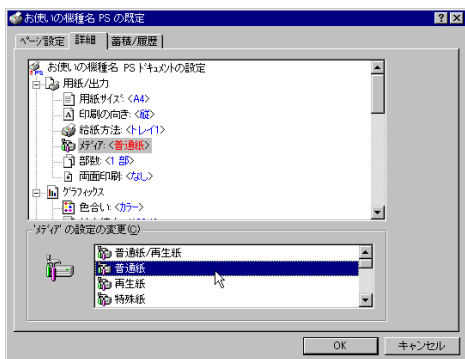 お使いの機種名 PS の既定
ページ設定 詳細 蓄積/履歴
お使いの機種名 PS ドキュメントの設定
用紙/出力
用紙サイズ: <A4>
印刷の向き: <縦>
給紙方法: <トレイ1>
メディア: <普通紙>
部数: <1 部>
両面印刷: <なし>
グラフィックス
色合い: <カラー>
'メディア' の設定の変更(C)
普通紙/再生紙
普通紙
再生紙
特殊紙
OK キャンセル